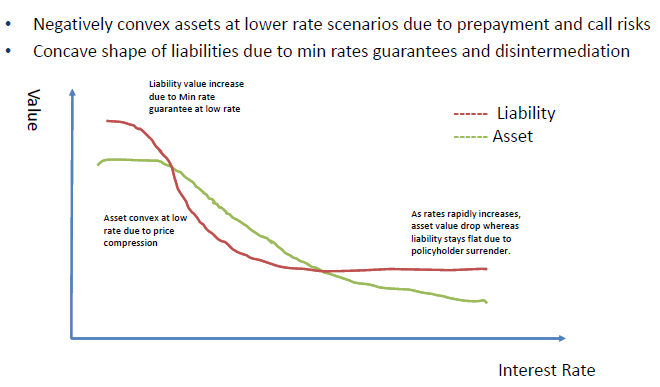 • Negatively convex assets at lower rate scenarios due to prepayment and call risks
• Concave shape of liabilities due to min rates guarantees and disintermediation
Value
Liability value increase
due to Min rate
guarantee at low rate
Liability
Asset
Asset convex at low
rate due to price
compression
As rates rapidly increases,
asset value drop whereas
liability stays flat due to
policyholder surrender.
Interest Rate